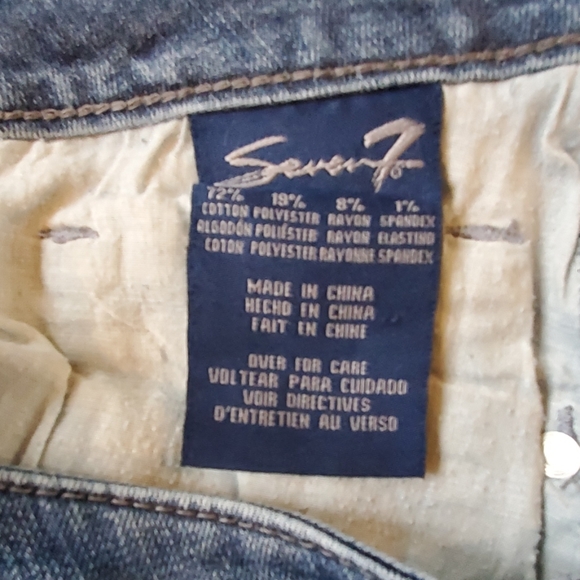 Seven7
72% 19% 8% 1%
COTTON POLYESTER RAYON SPANDEX
ALGODÓN POLIÉSTER RAYON ELASTINO
COTON POLYESTER RAYONNE SPANDEX
MADE IN CHINA
HECHO EN CHINA
FAIT EN CHINE
OVER FOR CARE
VOLTEAR PARA CUIDADO
VOIR DIRECTIVES
D'ENTRETIEN AU VERSO